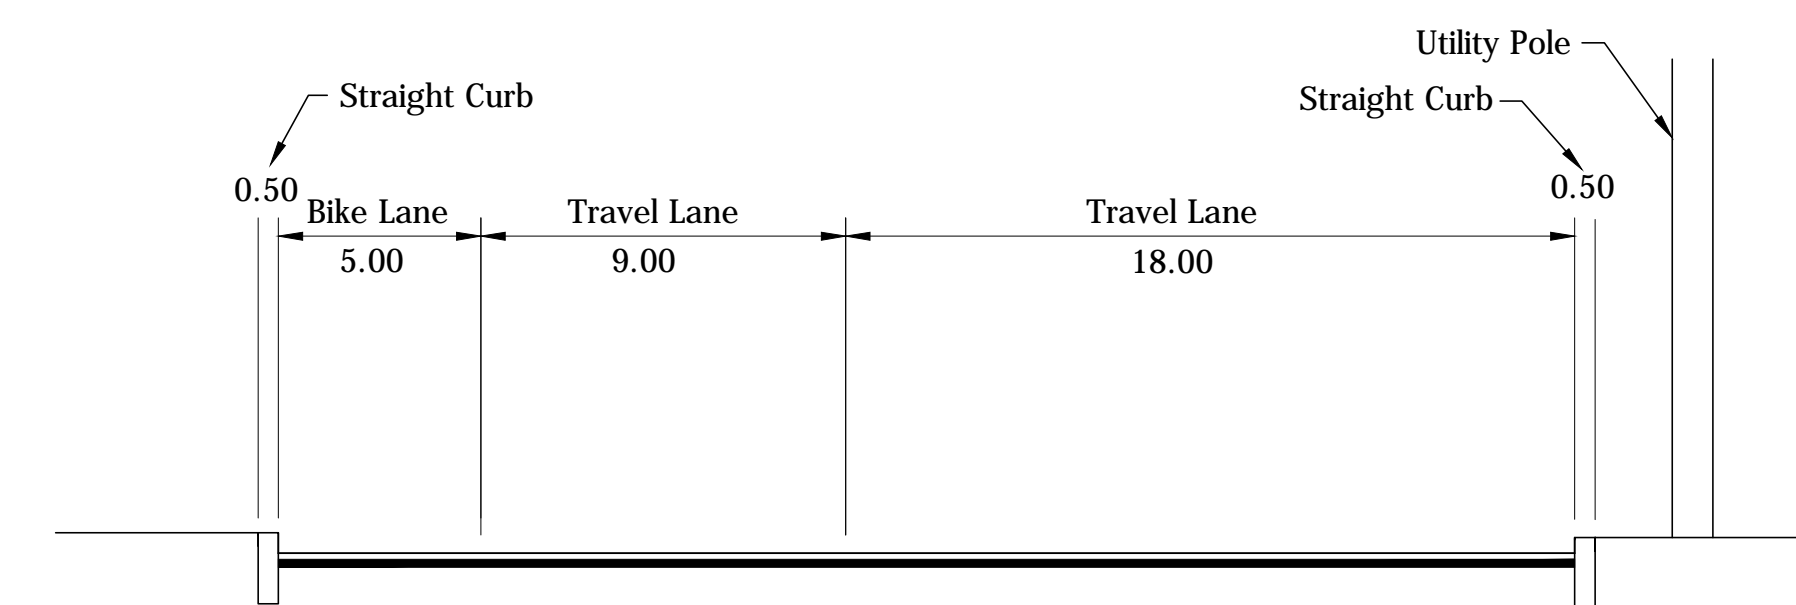 Utility Pole
Straight Curb
Straight Curb
0.50
0.50
Bike Lane
Travel Lane
Travel Lane
5.00
9.00
18.00